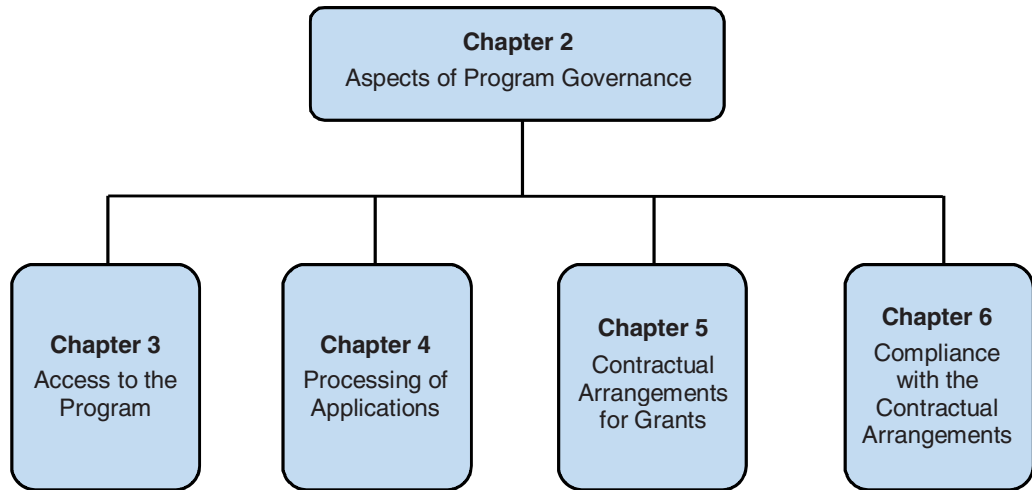 Chapter 2
Aspects of Program Governance
Chapter 3
Access to the
Program
Chapter 4
Processing of
Applications
Chapter 5
Contractual
Arrangements
for Grants
Chapter 6
Compliance
with the
Contractual
Arrangements